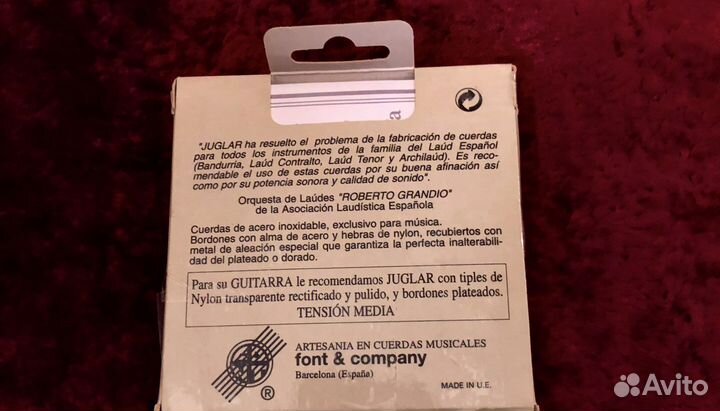 "JUGLAR ha resuelto el problema de la fabricación de cuerdas
para todos los instrumentos de la familia del Laúd Español
(Bandurria, Laúd Contralto, Laúd Tenor y Archilaúd). Es reco-
mendable el uso de estas cuerdas por su buena afinación así
como por su potencia sonora y calidad de sonido".
Orquesta de Laúdes "ROBERTO GRANDIO"
de la Asociación Laudística Española
Cuerdas de acero inoxidable, exclusivo para música.
Bordones con alma de acero y hebras de nylon, recubiertos con
metal de aleación especial que garantiza la perfecta inalterabili-
dad del plateado o dorado.
Para su GUITARRA le recomendamos JUGLAR con tiples de
Nylon transparente rectificado y pulido, y bordones plateados.
TENSIÓN MEDIA
ARTESANIA EN CUERDAS MUSICALES
font & company
Barcelona (España)
®
MADE IN U.E.
Avito